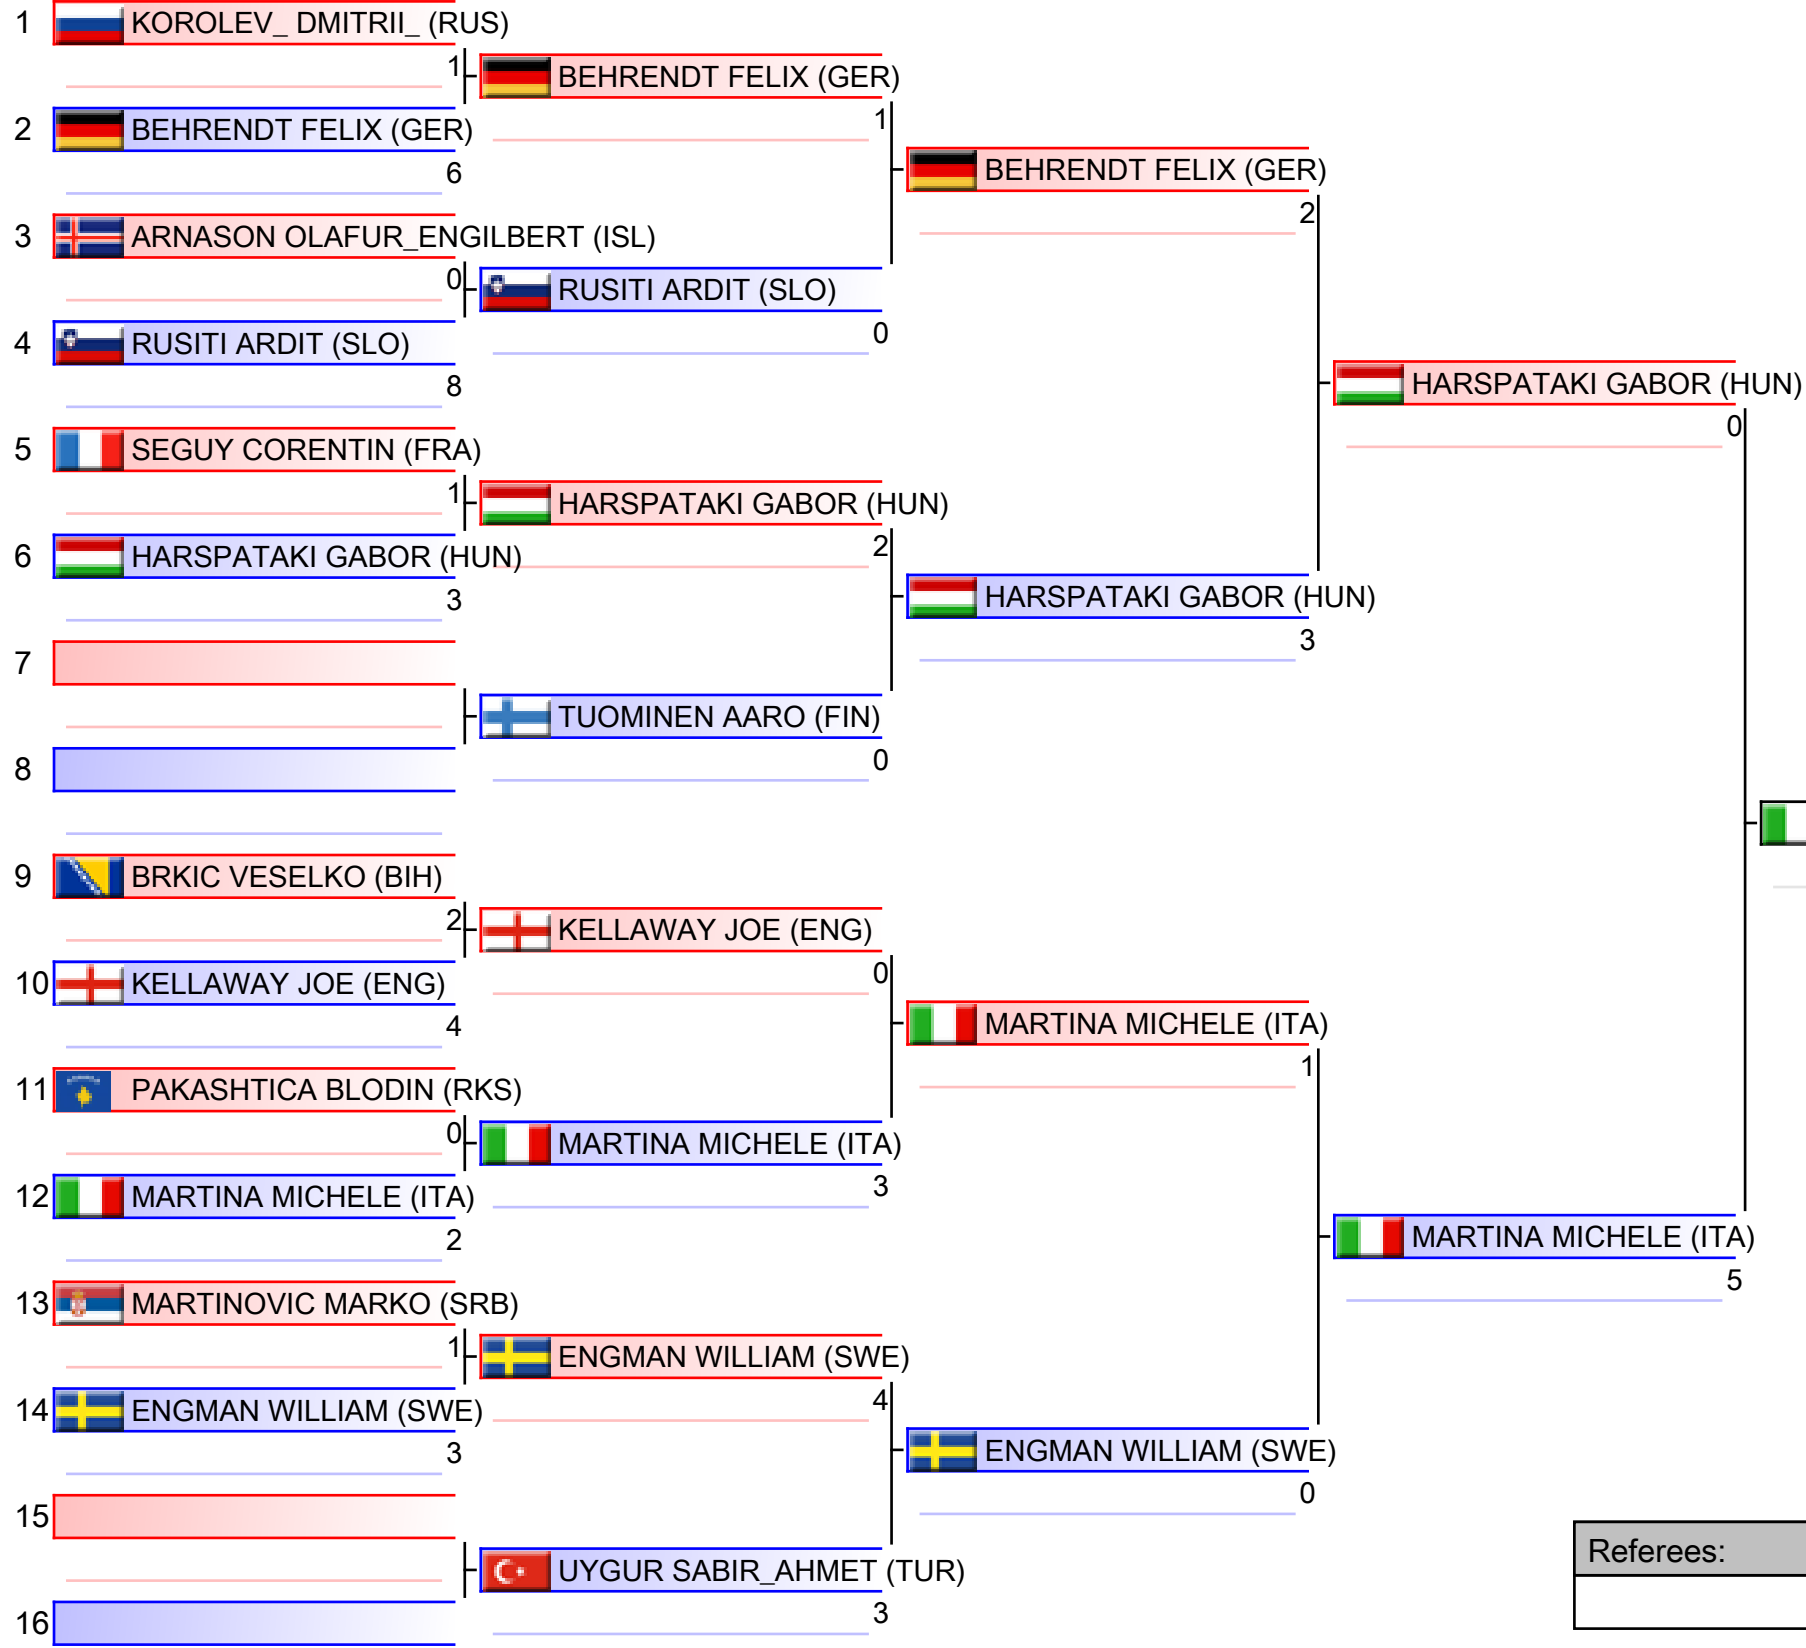 1 KOROLEV_ DMITRII_ (RUS)
1 BEHRENDT FELIX (GER)
2 BEHRENDT FELIX (GER)
1
6
BEHRENDT FELIX (GER)
2
3 ARNASON OLAFUR_ENGILBERT (ISL)
0 RUSITI ARDIT (SLO)
4 RUSITI ARDIT (SLO)
0
8
HARSPATAKI GABOR (HUN)
0
5 SEGUY CORENTIN (FRA)
1 HARSPATAKI GABOR (HUN)
6 HARSPATAKI GABOR (HUN)
2
3
HARSPATAKI GABOR (HUN)
3
7
TUOMINEN AARO (FIN)
8
0
9 BRKIC VESELKO (BIH)
2 KELLAWAY JOE (ENG)
10 KELLAWAY JOE (ENG)
0
4
MARTINA MICHELE (ITA)
1
11 PAKASHTICA BLODIN (RKS)
0 MARTINA MICHELE (ITA)
12 MARTINA MICHELE (ITA)
3
2
MARTINA MICHELE (ITA)
5
13 MARTINOVIC MARKO (SRB)
1 ENGMAN WILLIAM (SWE)
14 ENGMAN WILLIAM (SWE)
4
3
ENGMAN WILLIAM (SWE)
0
15
UYGUR SABIR_AHMET (TUR)
16
3
Referees: